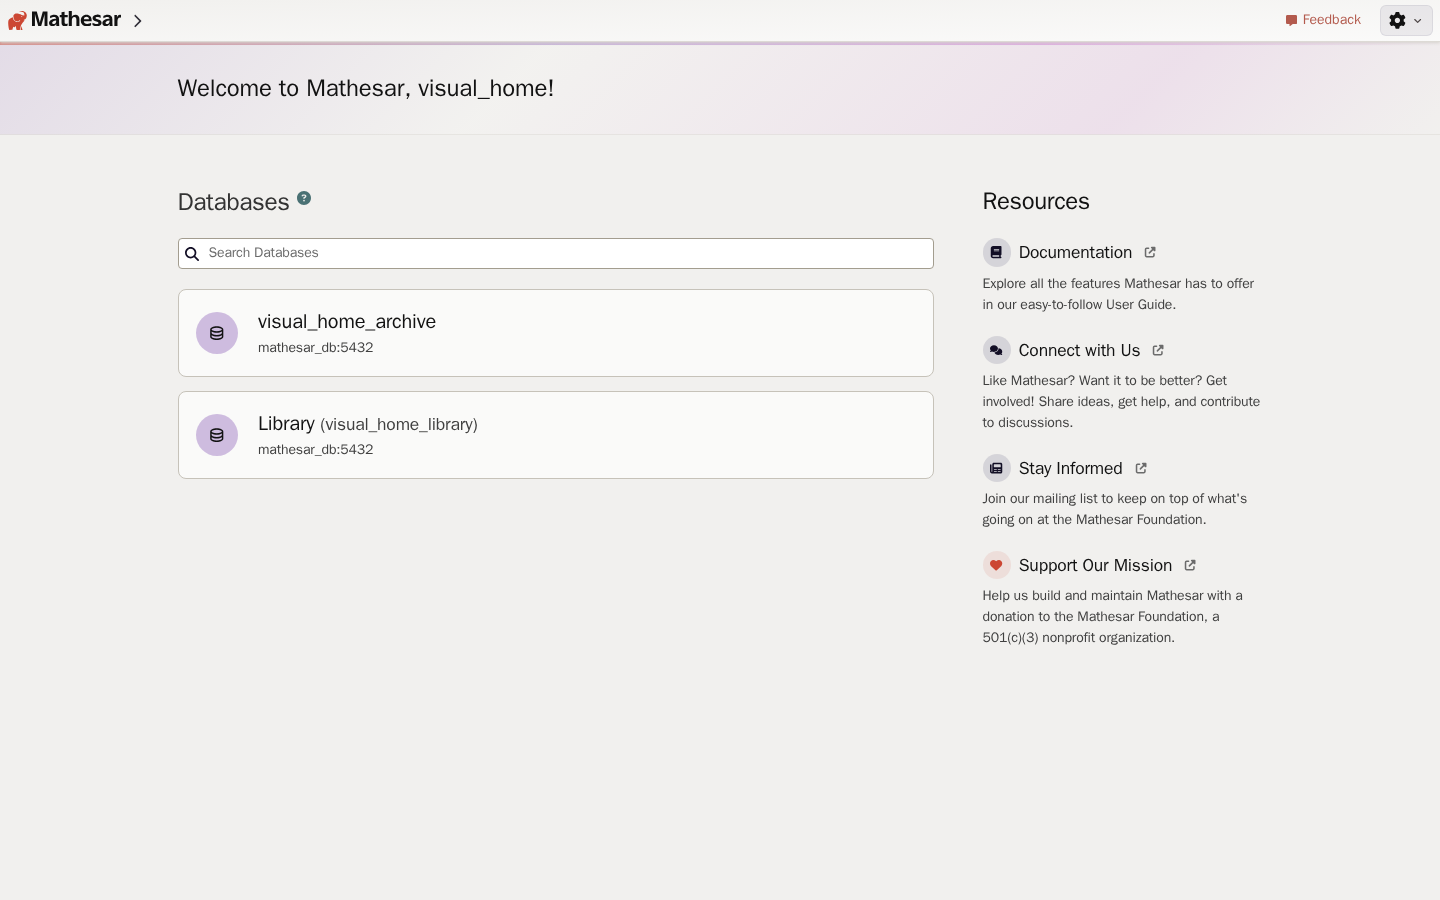 Mathesar
Feedback
Welcome to Mathesar, visual_home!
Databases ?
Search Databases
visual_home_archive
mathesar_db:5432
Library (visual_home_library)
mathesar_db:5432
Resources
Documentation
Explore all the features Mathesar has to offer
in our easy-to-follow User Guide.
Connect with Us
Like Mathesar? Want it to be better? Get
involved! Share ideas, get help, and contribute
to discussions.
Stay Informed
Join our mailing list to keep on top of what's
going on at the Mathesar Foundation.
Support Our Mission
Help us build and maintain Mathesar with a
donation to the Mathesar Foundation, a
501(c)(3) nonprofit organization.